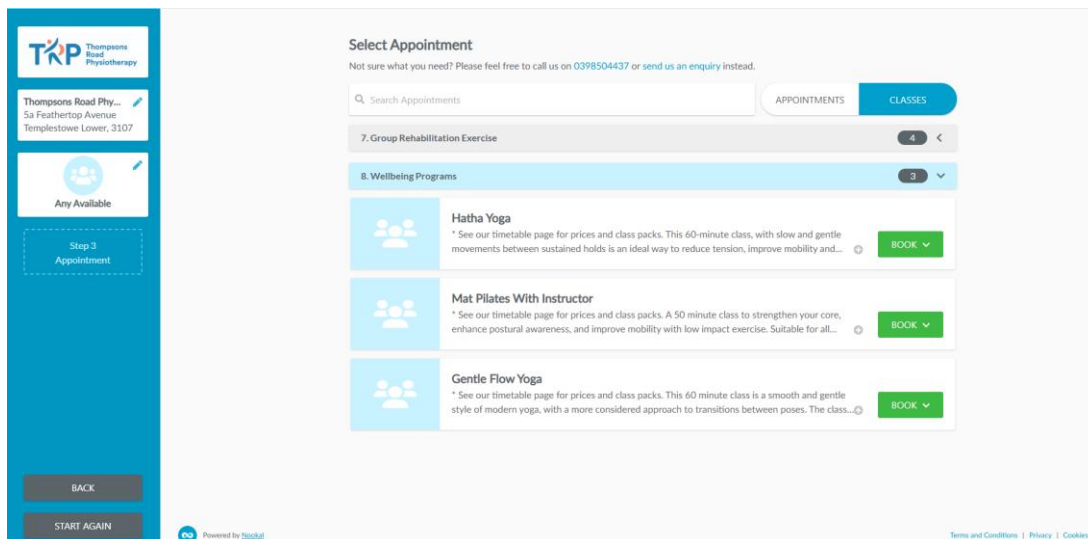 TRP Thompsons
Road
Physiotherapy
Thompsons Road Phy...
5a Feathertop Avenue
Templestowe Lower, 3107
Any Available
Step 3
Appointment
BACK
START AGAIN
Select Appointment
Not sure what you need? Please feel free to call us on 0398504437 or send us an enquiry instead.
Search Appointments
APPOINTMENTS
CLASSES
7. Group Rehabilitation Exercise
4
8. Wellbeing Programs
3
Hatha Yoga
* See our timetable page for prices and class packs. This 60-minute class, with slow and gentle
movements between sustained holds is an ideal way to reduce tension, improve mobility and...
BOOK
Mat Pilates With Instructor
* See our timetable page for prices and class packs. A 50 minute class to strengthen your core,
enhance postural awareness, and improve mobility with low impact exercise. Suitable for all...
BOOK
Gentle Flow Yoga
* See our timetable page for prices and class packs. This 60 minute class is a smooth and gentle
style of modern yoga, with a more considered approach to transitions between poses. The class...
BOOK
Powered by Nookal
Terms and Conditions | Privacy | Cookies